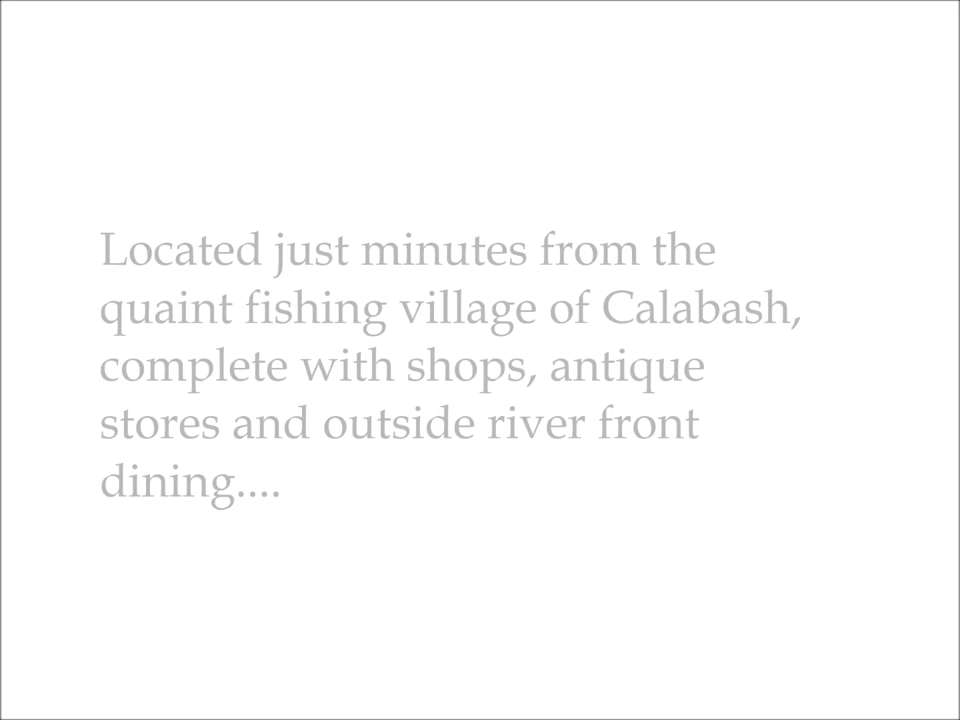 Located just minutes from the
quaint fishing village of Calabash,
complete with shops, antique
stores and outside river front
dining....